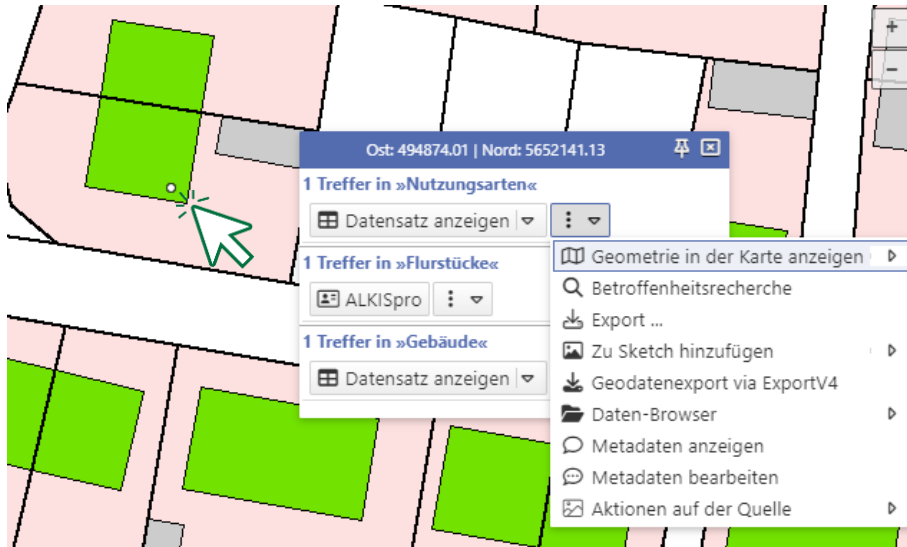 Ost: 494874.01 | Nord: 5652141.13
1 Treffer in »Nutzungsarten«
Datensatz anzeigen
1 Treffer in »Flurstücke«
ALKISpro
1 Treffer in »Gebäude«
Datensatz anzeigen
Geometrie in der Karte anzeigen
Betroffenheitsrecherche
Export ...
Zu Sketch hinzufügen
Geodatenexport via ExportV4
Daten-Browser
Metadaten anzeigen
Metadaten bearbeiten
Aktionen auf der Quelle